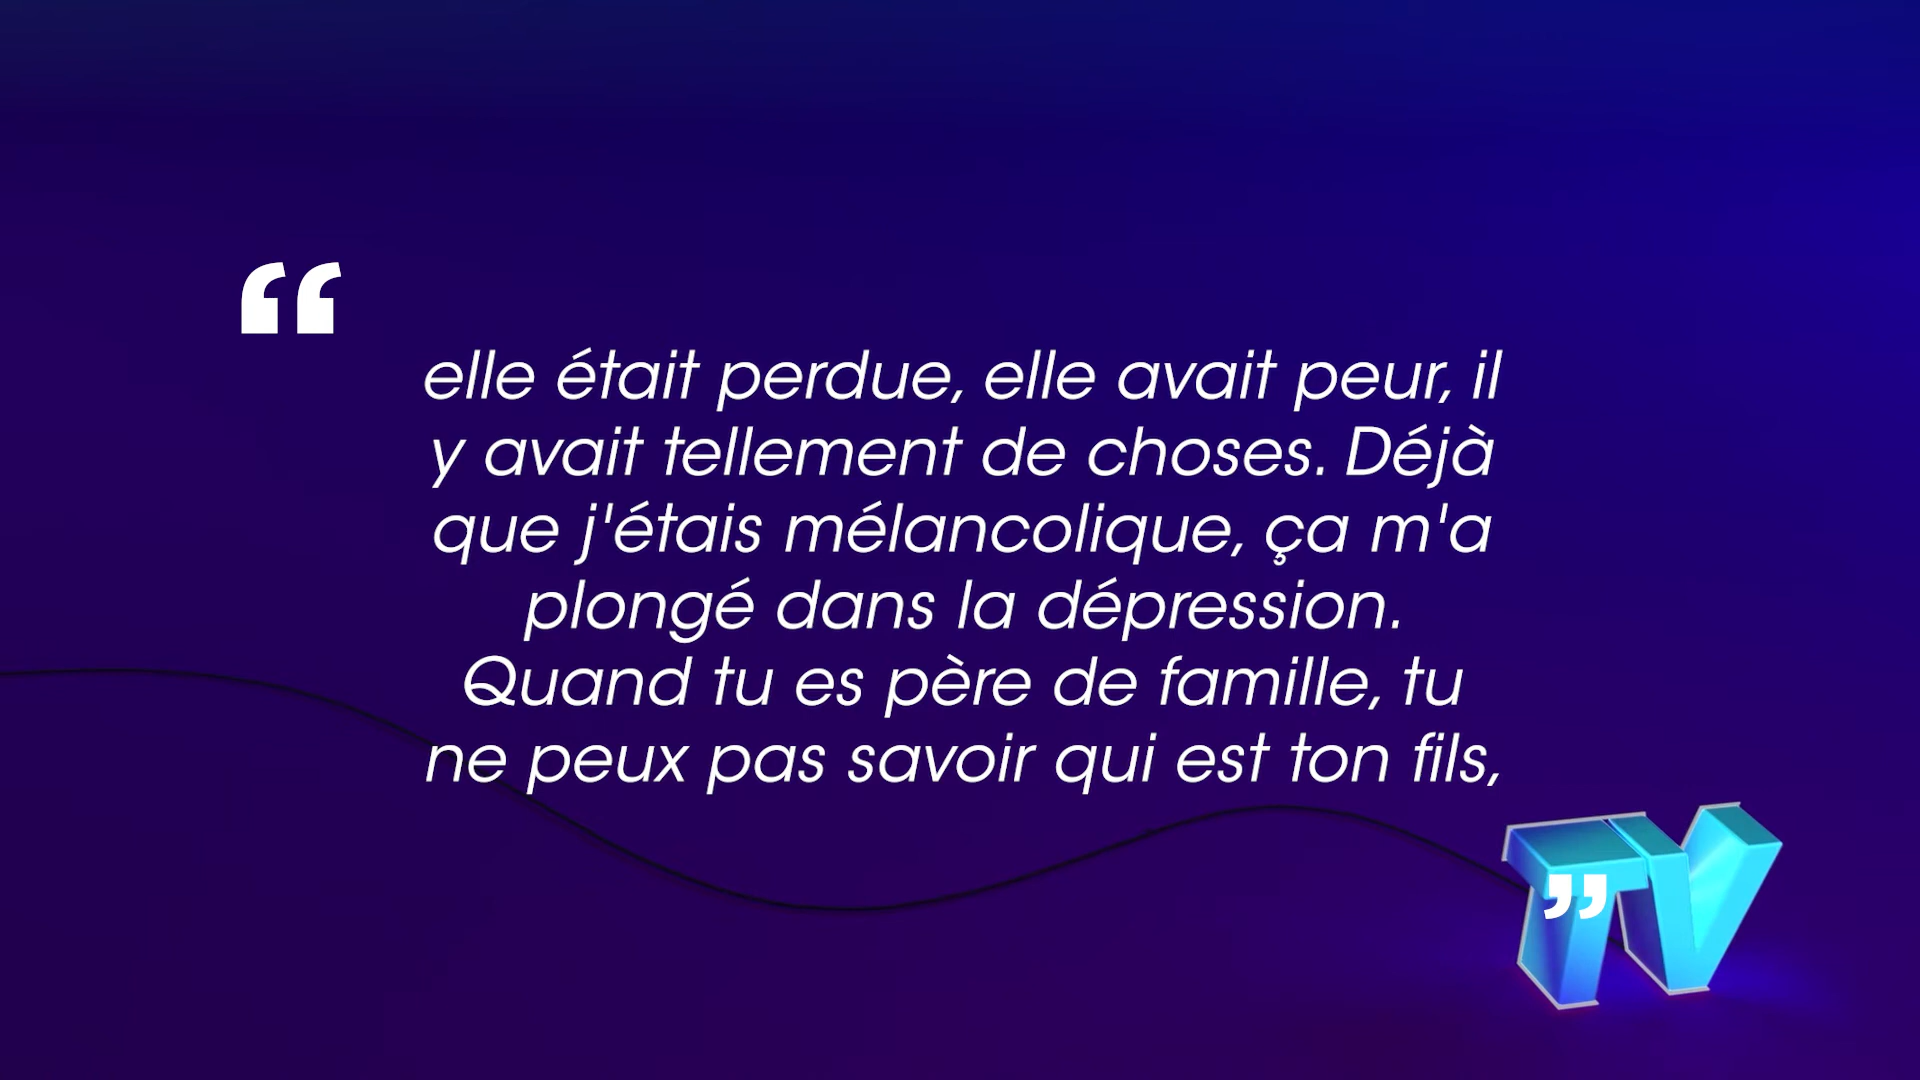 “
elle était perdue, elle avait peur, il
y avait tellement de choses. Déjà
que j'étais mélancolique, ça m'a
plongé dans la dépression.
Quand tu es père de famille, tu
ne peux pas savoir qui est ton fils,
”
TV